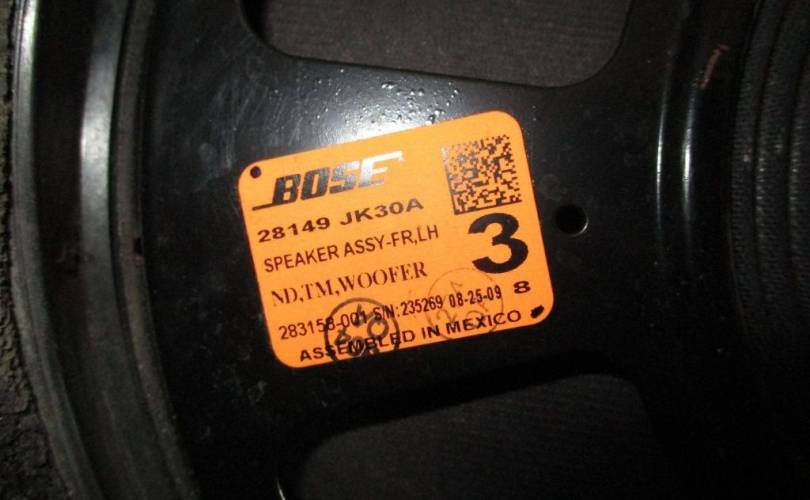 BOSE
28149 JK30A
SPEAKER ASSY-FR,LH
3
ND,TM,WOOFER
283158-001 S/N:235269 08-25-09 8
ASSEMBLED IN MEXICO